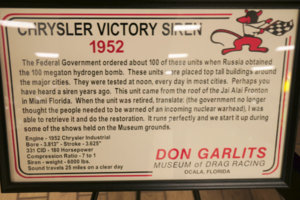 CHRYSLER VICTORY SIREN
1952
The Federal Government ordered about 100 of these units when Russia obtained
the 100 megaton hydrogen bomb. These units were placed top tall buildings around the
major cities. They were tested at noon, every day in most cities. Perhaps you
have heard a siren years ago. This unit came from the roof of the Jai Alai Fronton
in Miami Florida. When the unit was retired, translate: (the government no longer
thought the people needed to be warned of an incoming nuclear warhead), I was
able to retrieve it and do the restoration. It runs perfectly and we start it up during
some of the shows held on the Museum grounds.
Engine - 1952 Chrysler Industrial
Bore - 3.812" - Stroke - 3.625"
331 CID - 180 Horsepower
Compression Ratio - 7 to 1
Siren - weight - 6000 lbs.
Sound travels 25 miles on a clear day
DON GARLITS
MUSEUM OF DRAG RACING
OCALA, FLORIDA